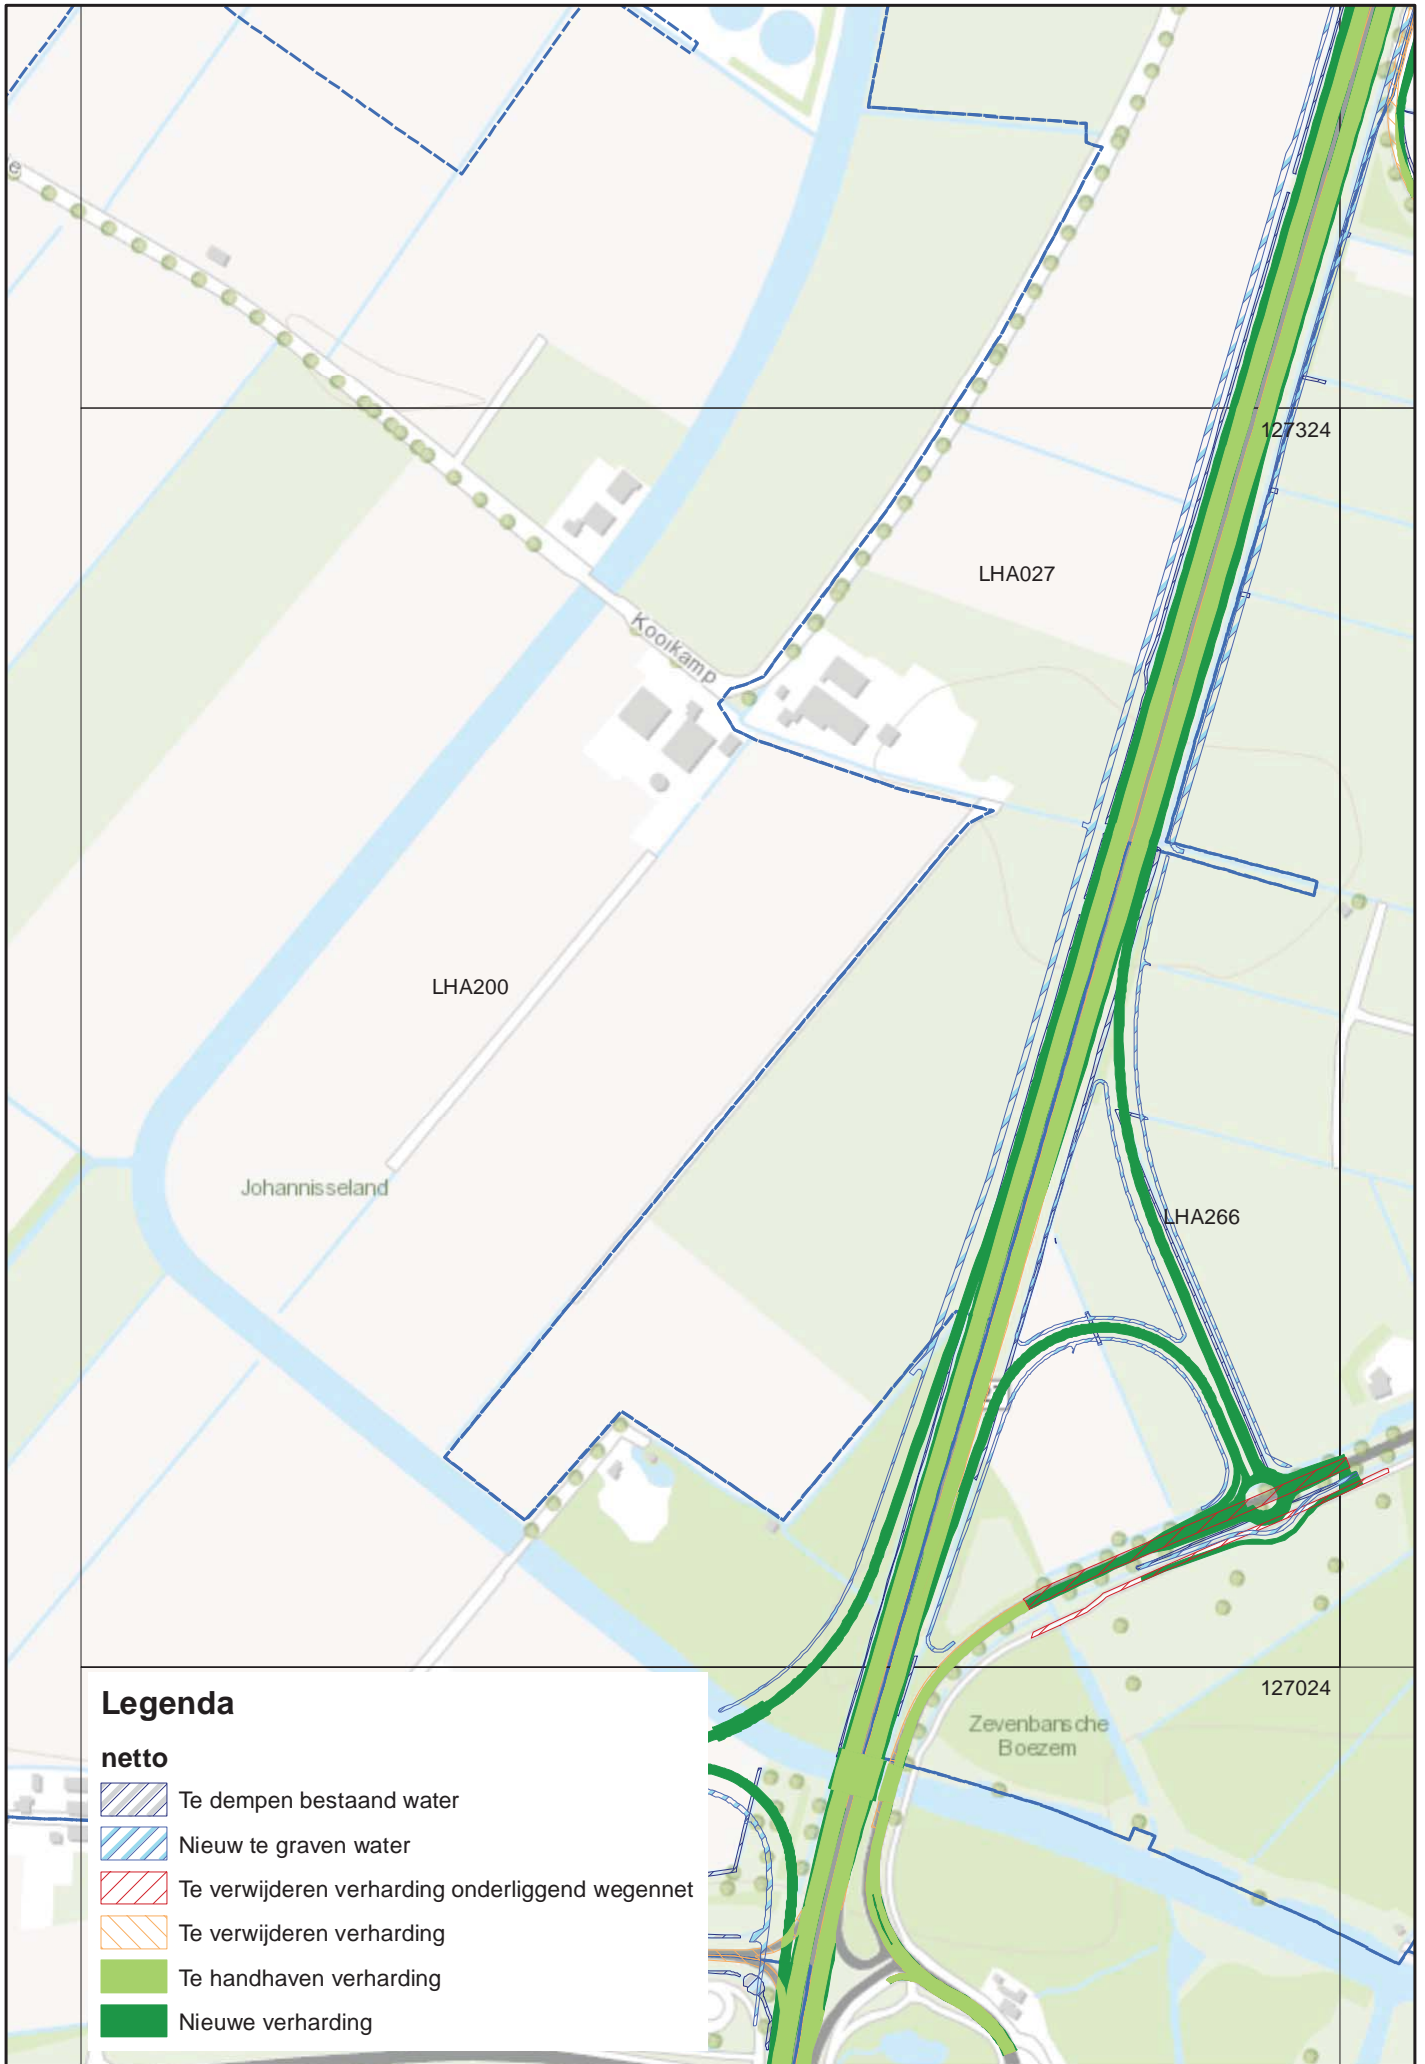 e
127324
LHA027
Kooikamp
LHA200
Johannisseland
LHA266
127024
Zevenbansche
Boezem
Legenda
netto
Te dempen bestaand water
Nieuw te graven water
Te verwijderen verharding onderliggend wegennet
Te verwijderen verharding
Te handhaven verharding
Nieuwe verharding